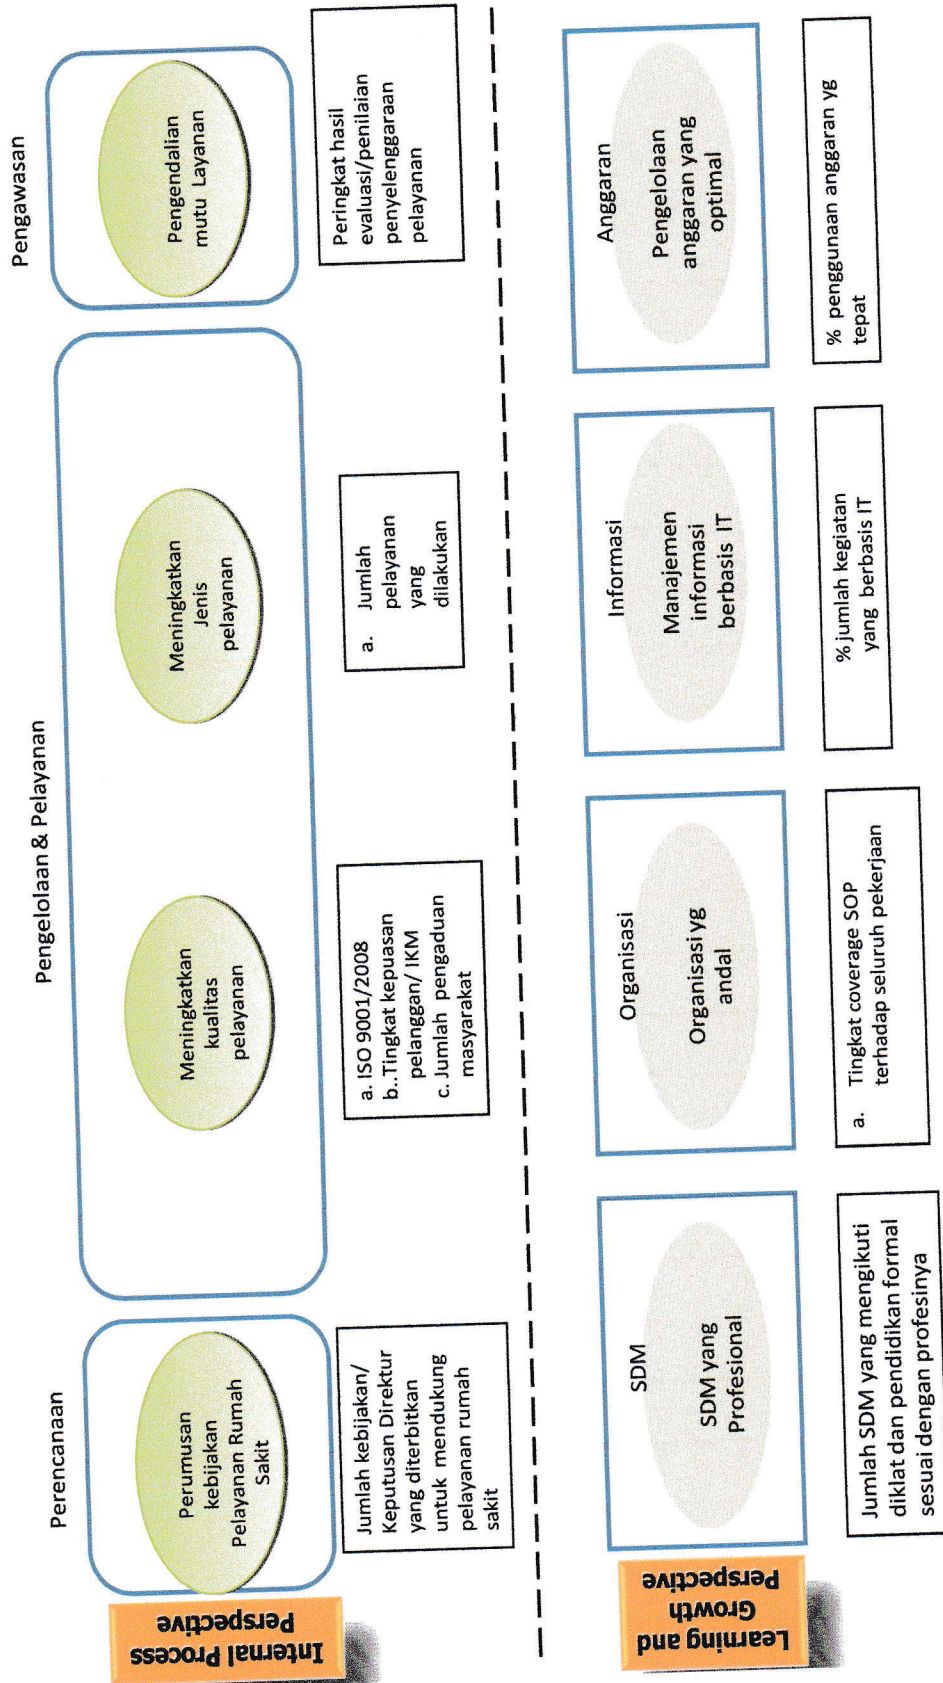 Internal Process
Perspective
Perencanaan
Perumusan
kebijakan
Pelayanan Rumah
Sakit
Jumlah kebijakan/
Keputusan Direktur
yang diterbitkan
untuk mendukung
pelayanan rumah
sakit
Pengelolaan & Pelayanan
Meningkatkan
kualitas
pelayanan
a. ISO 9001/2008
b..Tingkat kepuasan
pelanggan/ IKM
c. Jumlah pengaduan
masyarakat
Meningkatkan
Jenis
pelayanan
a. Jumlah
pelayanan
yang
dilakukan
Pengawasan
Pengendalian
mutu Layanan
Peringkat hasil
evaluasi/penilaian
penyelenggaraan
pelayanan
Learning and
Growth
Perspective
SDM
SDM yang
Profesional
Jumlah SDM yang mengikuti
diklat dan pendidikan formal
sesuai dengan profesinya
Organisasi
Organisasi yg
andal
a. Tingkat coverage SOP
terhadap seluruh pekerjaan
Informasi
Manajemen
informasi
berbasis IT
% jumlah kegiatan
yang berbasis IT
Anggaran
Pengelolaan
anggaran yang
optimal
% penggunaan anggaran yg
tepat